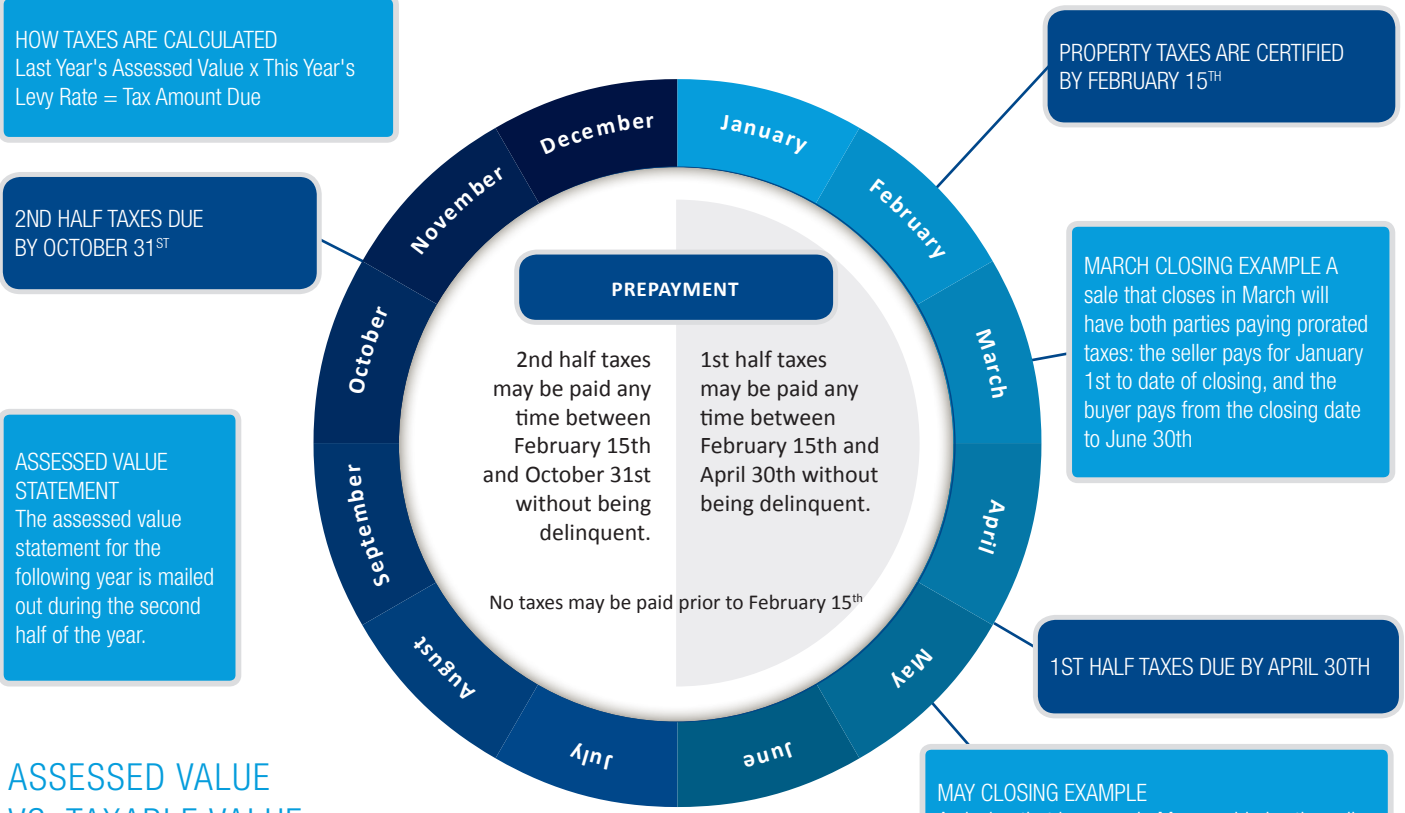 HOW TAXES ARE CALCULATED
Last Year's Assessed Value x This Year's
Levy Rate = Tax Amount Due
PROPERTY TAXES ARE CERTIFIED
BY FEBRUARY 15TH
2ND HALF TAXES DUE
BY OCTOBER 31ST
MARCH CLOSING EXAMPLE A
sale that closes in March will
have both parties paying prorated
taxes: the seller pays for January
1st to date of closing, and the
buyer pays from the closing date
to June 30th
ASSESSED VALUE
STATEMENT
The assessed value
statement for the
following year is mailed
out during the second
half of the year.
January
February
March
April
May
June
July
August
September
October
November
December
PREPAYMENT
2nd half taxes
may be paid any
time between
February 15th
and October 31st
without being
delinquent.
1st half taxes
may be paid any
time between
February 15th and
April 30th without
being delinquent.
No taxes may be paid prior to February 15th
1ST HALF TAXES DUE BY APRIL 30TH
MAY CLOSING EXAMPLE
ASSESSED VALUE
VS. TAXABLE VALUE